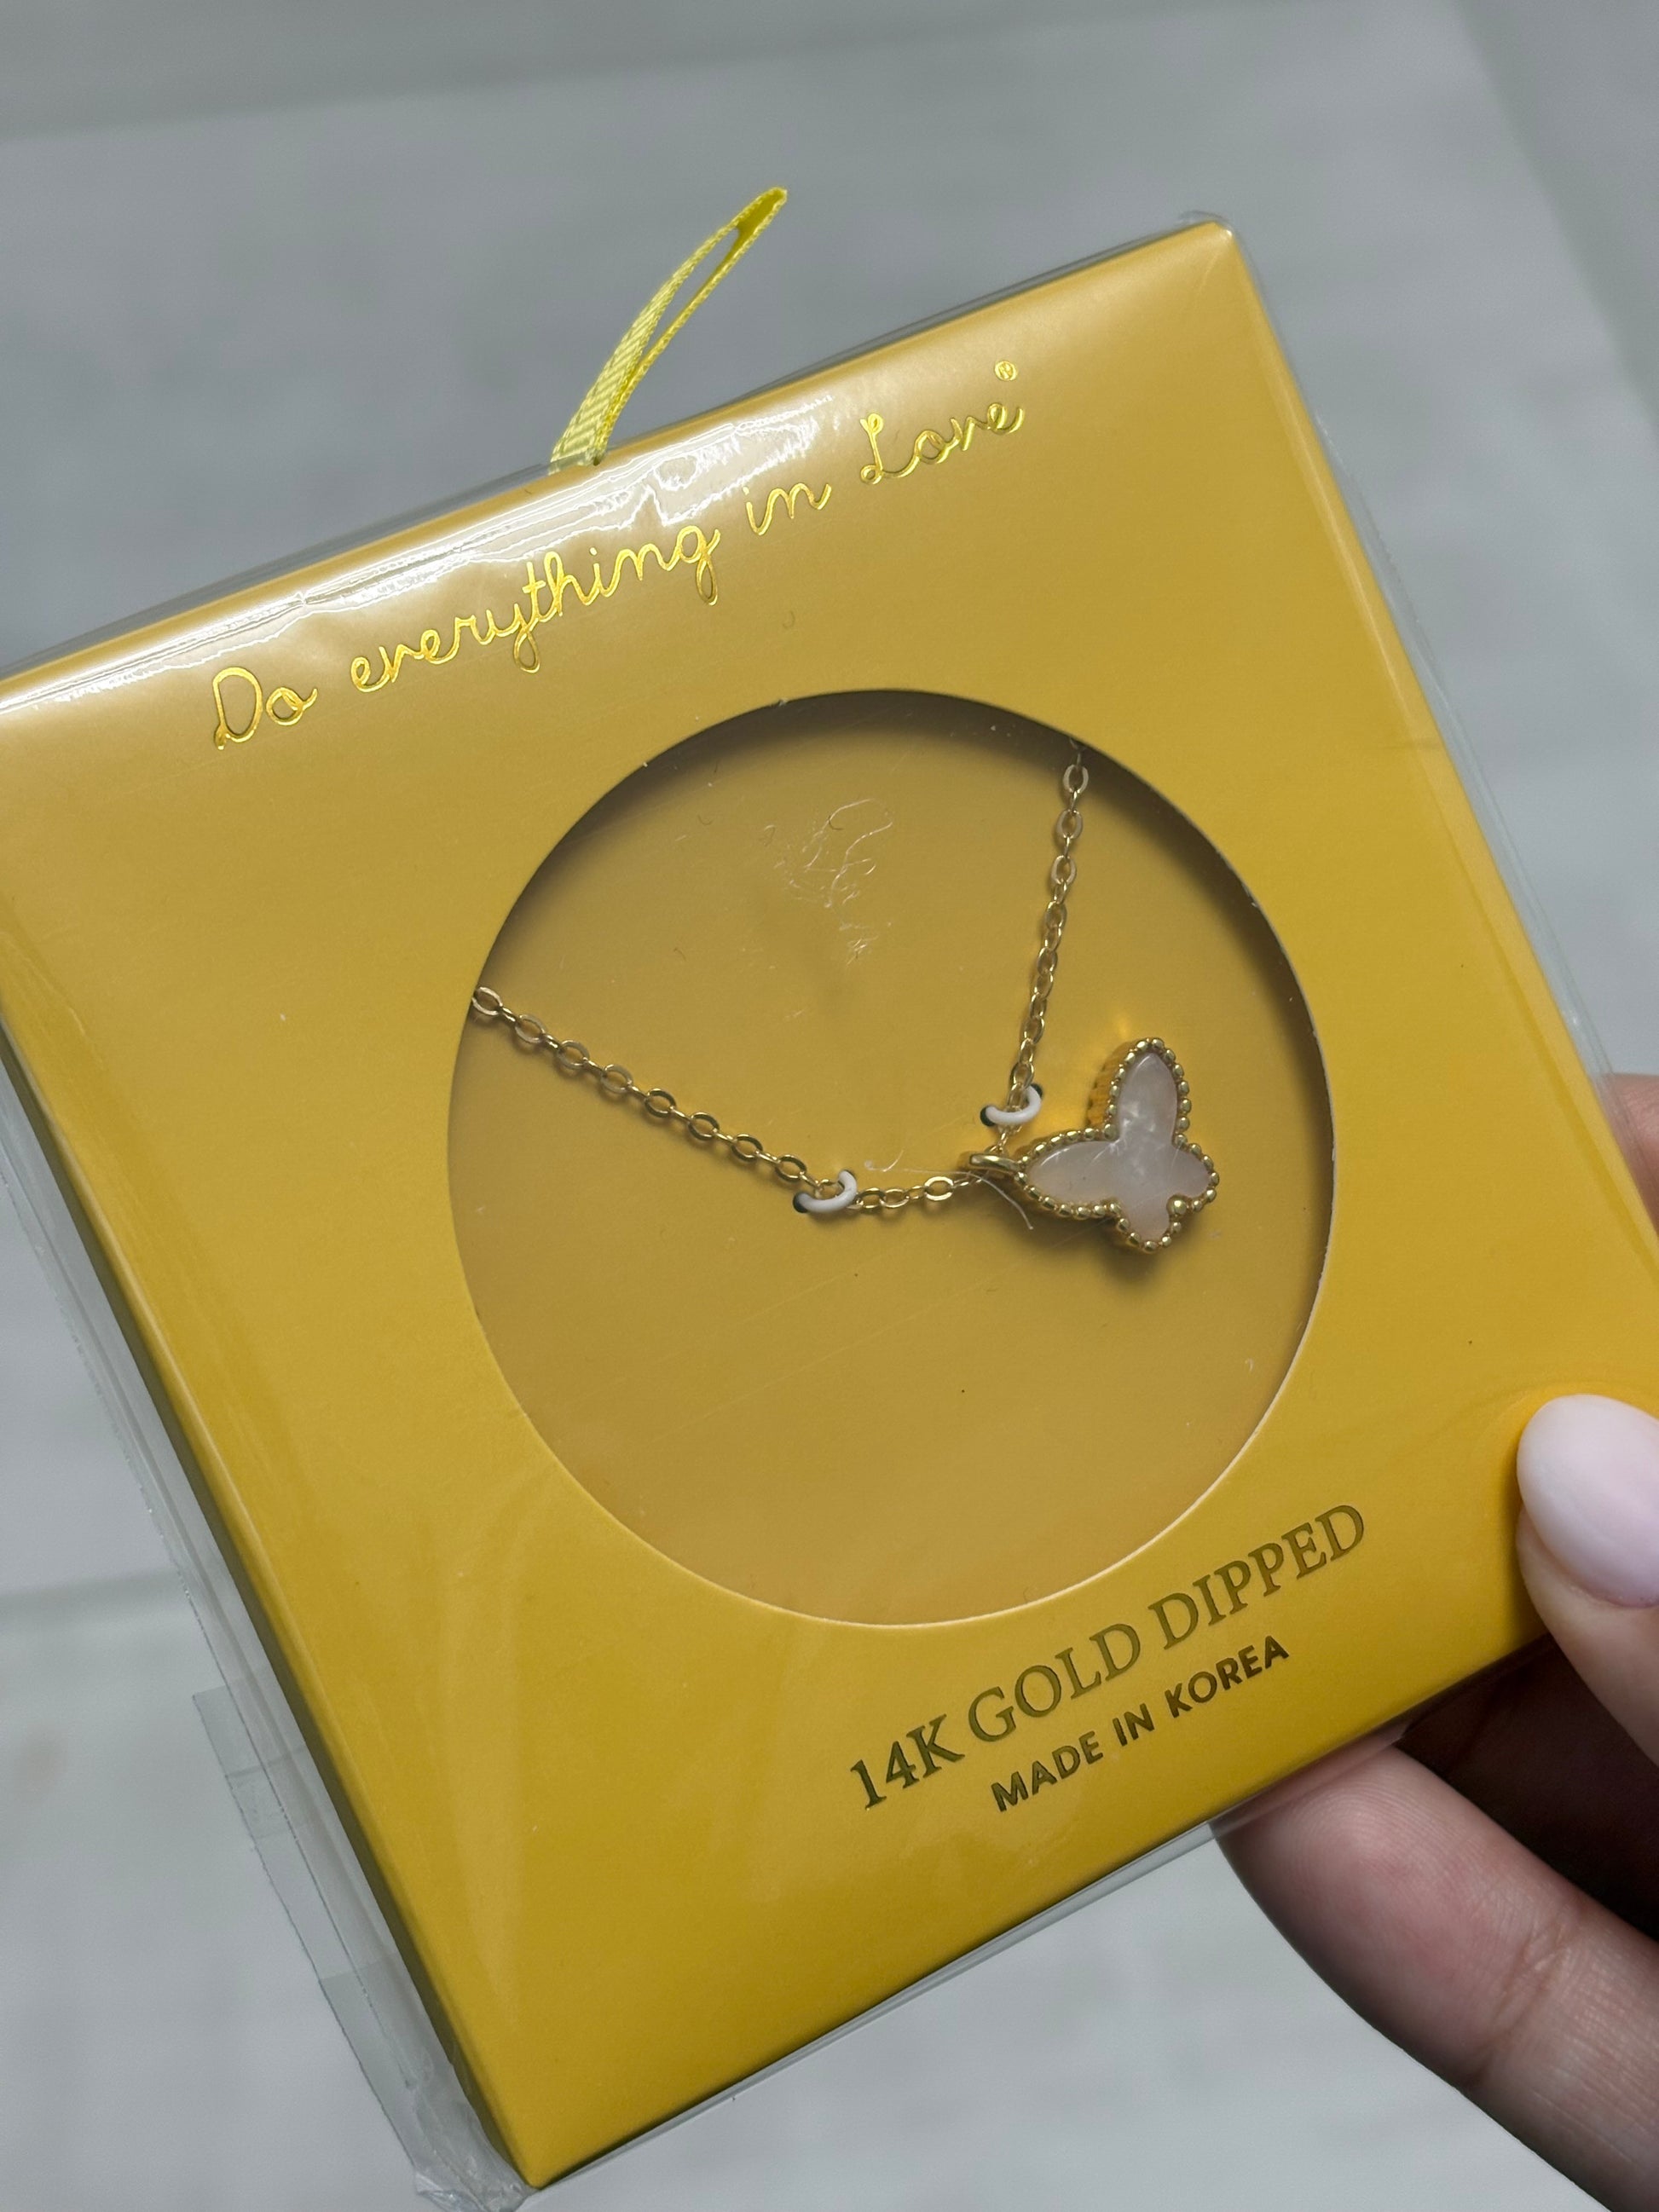 Do everything in Love®
14K GOLD DIPPED
MADE IN KOREA